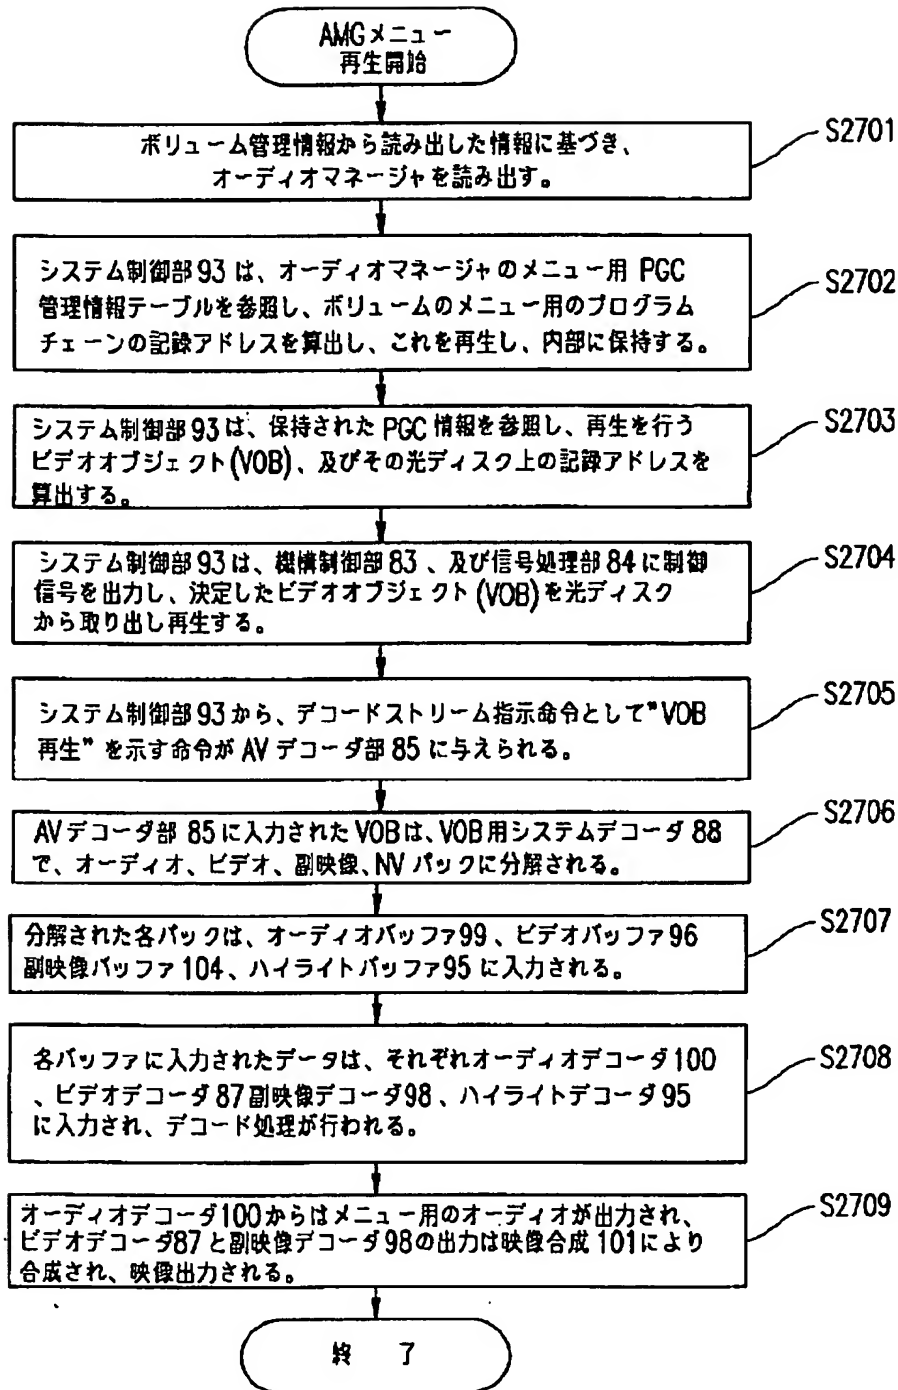 AMGメニュー
再生開始
ボリューム管理情報から読み出した情報に基づき、
オーディオマネージャを読み出す。
S2701
システム制御部93は、オーディオマネージャのメニュー用 PGC
管理情報テーブルを参照し、ボリュームのメニュー用のプログラム
チェーンの記録アドレスを算出し、これを再生し、内部に保持する。
S2702
システム制御部93は、保持された PGC 情報を参照し、再生を行う
ビデオオブジェクト(VOB)、及びその光ディスク上の記録アドレスを
算出する。
S2703
システム制御部93は、機構制御部83、及び信号処理部84に制御
信号を出力し、決定したビデオオブジェクト(VOB)を光ディスク
から取り出し再生する。
S2704
システム制御部93から、デコードストリーム指示命令として"VOB
再生"を示す命令が AVデコーダ部85に与えられる。
S2705
AVデコーダ部 85に入力された VOBは、VOB用システムデコーダ 88
で、オーディオ、ビデオ、副映像、NVパックに分解される。
S2706
分解された各パックは、オーディオバッファ99、ビデオバッファ96
副映像バッファ104、ハイライトバッファ95に入力される。
S2707
各バッファに入力されたデータは、それぞれオーディオデコーダ100
、ビデオデコーダ87副映像デコーダ98、ハイライトデコーダ95
に入力され、デコード処理が行われる。
S2708
オーディオデコーダ100からはメニュー用のオーディオが出力され、
ビデオデコーダ87と副映像デコーダ98の出力は映像合成101により
合成され、映像出力される。
S2709
終 了